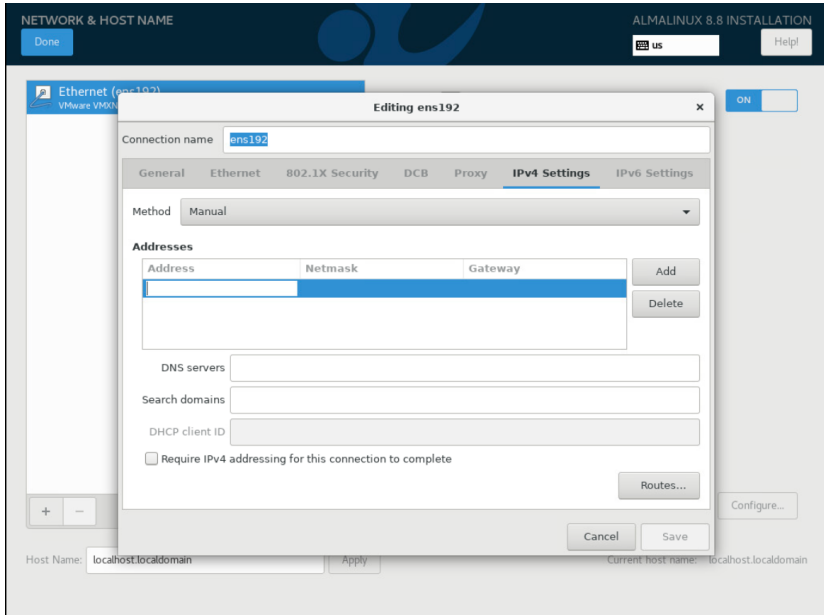 NETWORK & HOST NAME
ALMALINUX 8.8 INSTALLATION
Done
us
Help!
Ethernet (ens192)
VMware VMXN
ON
Editing ens192
Connection name ens192
General Ethernet 802.1X Security DCB Proxy IPv4 Settings IPv6 Settings
Method Manual
Addresses
Address Netmask Gateway
Add
Delete
DNS servers
Search domains
DHCP client ID
Require IPv4 addressing for this connection to complete
Routes...
Configure...
Cancel Save
Host Name: localhost.localdomain Apply Current host name: localhost.localdomain